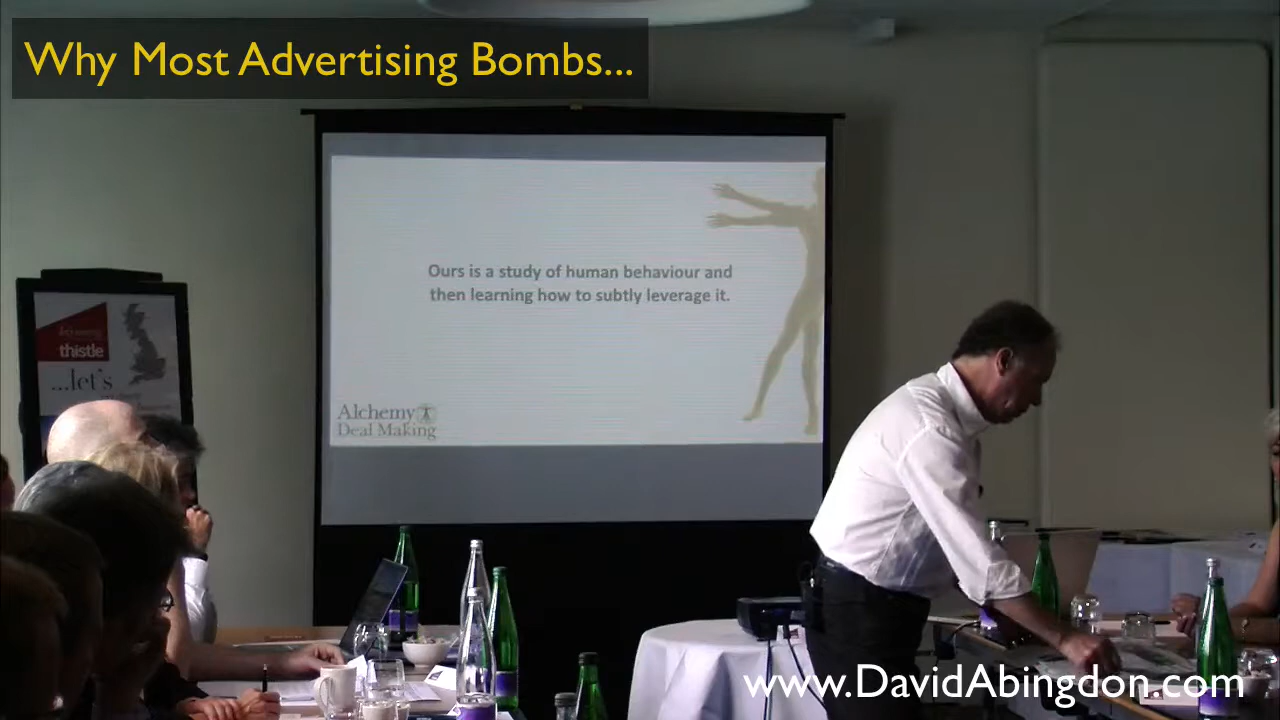 Why Most Advertising Bombs...
Ours is a study of human behaviour and
then learning how to subtly leverage it.
thistle
...let's
Alchemy
Deal Making
www.DavidAbingdon.com